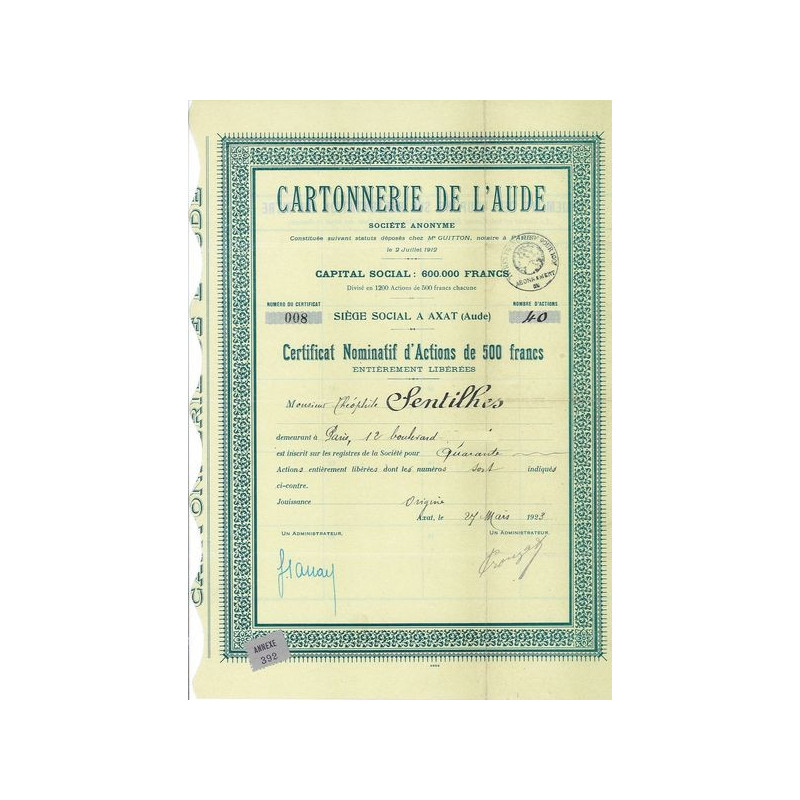 CARTONNERIE DE L'AUDE
SOCIÉTÉ ANONYME
Constituée suivant statuts déposés chez Me GUITTON, notaire à PARIS
le 2 Juillet 1912
CAPITAL SOCIAL : 600.000 FRANCS
Divisé en 1200 Actions de 500 francs chacune
ABONNEMENT
NUMÉRO DU CERTIFICAT
008
SIÈGE SOCIAL A AXAT (Aude)
NOMBRE D'ACTIONS
40
Certificat Nominatif d'Actions de 500 francs
ENTIÈREMENT LIBÉRÉES
Monsieur Théophile Sentilhes
demeurant à Paris, 12 boulevard
est inscrit sur les registres de la Société pour Quarante
Actions entièrement libérées dont les numéros sont indiqués
ci-contre.
Jouissance Origine
Axat, le 27 Mars 1923
UN ADMINISTRATEUR,
UN ADMINISTRATEUR,
ANNEXE
392